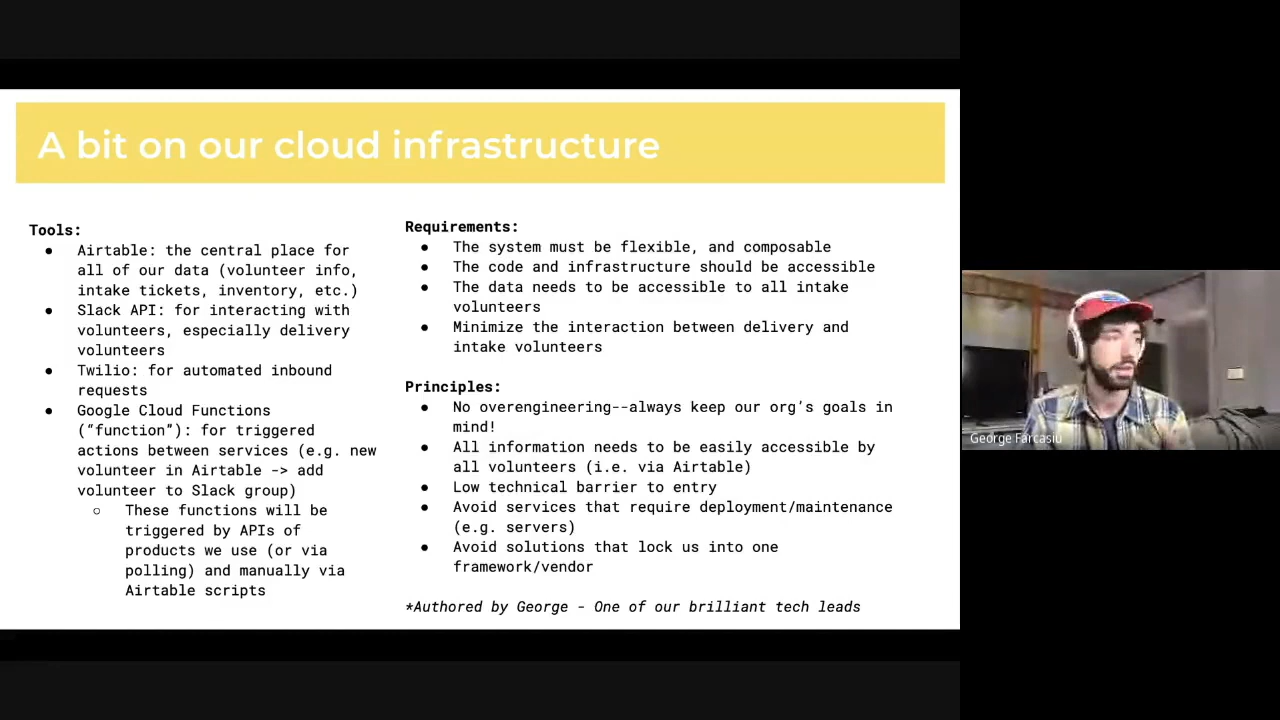 A bit on our cloud infrastructure
Tools:
● Airtable: the central place for
all of our data (volunteer info,
intake tickets, inventory, etc.)
● Slack API: for interacting with
volunteers, especially delivery
volunteers
● Twilio: for automated inbound
requests
● Google Cloud Functions
(“function”): for triggered
actions between services (e.g. new
volunteer in Airtable -> add
volunteer to Slack group)
○ These functions will be
triggered by APIs of
products we use (or via
polling) and manually via
Airtable scripts
Requirements:
● The system must be flexible, and composable
● The code and infrastructure should be accessible
● The data needs to be accessible to all intake
volunteers
● Minimize the interaction between delivery and
intake volunteers
Principles:
● No overengineering--always keep our org’s goals in
mind!
● All information needs to be easily accessible by
all volunteers (i.e. via Airtable)
● Low technical barrier to entry
● Avoid services that require deployment/maintenance
(e.g. servers)
● Avoid solutions that lock us into one
framework/vendor
*Authored by George - One of our brilliant tech leads
George Farcasiu